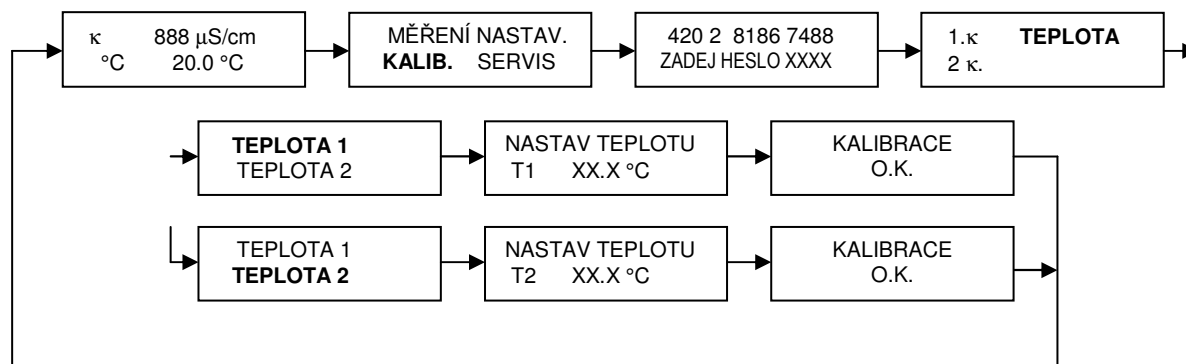 κ 888 μS/cm
°C 20.0 °C
MĚŘENÍ NASTAV.
KALIB. SERVIS
420 2 8186 7488
ZADEJ HESLO XXXX
1.κ TEPLOTA
2 κ.
TEPLOTA 1
TEPLOTA 2
NASTAV TEPLOTU
T1 XX.X °C
KALIBRACE
O.K.
TEPLOTA 1
TEPLOTA 2
NASTAV TEPLOTU
T2 XX.X °C
KALIBRACE
O.K.